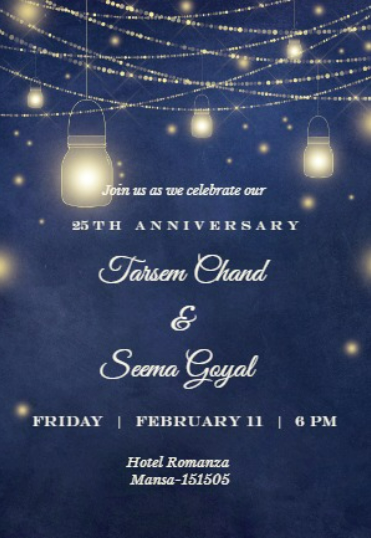 Join us as we celebrate our
25TH ANNIVERSARY
Tarsem Chand
&
Seema Goyal
FRIDAY | FEBRUARY 11 | 6 PM
Hotel Romanza
Mansa-151505